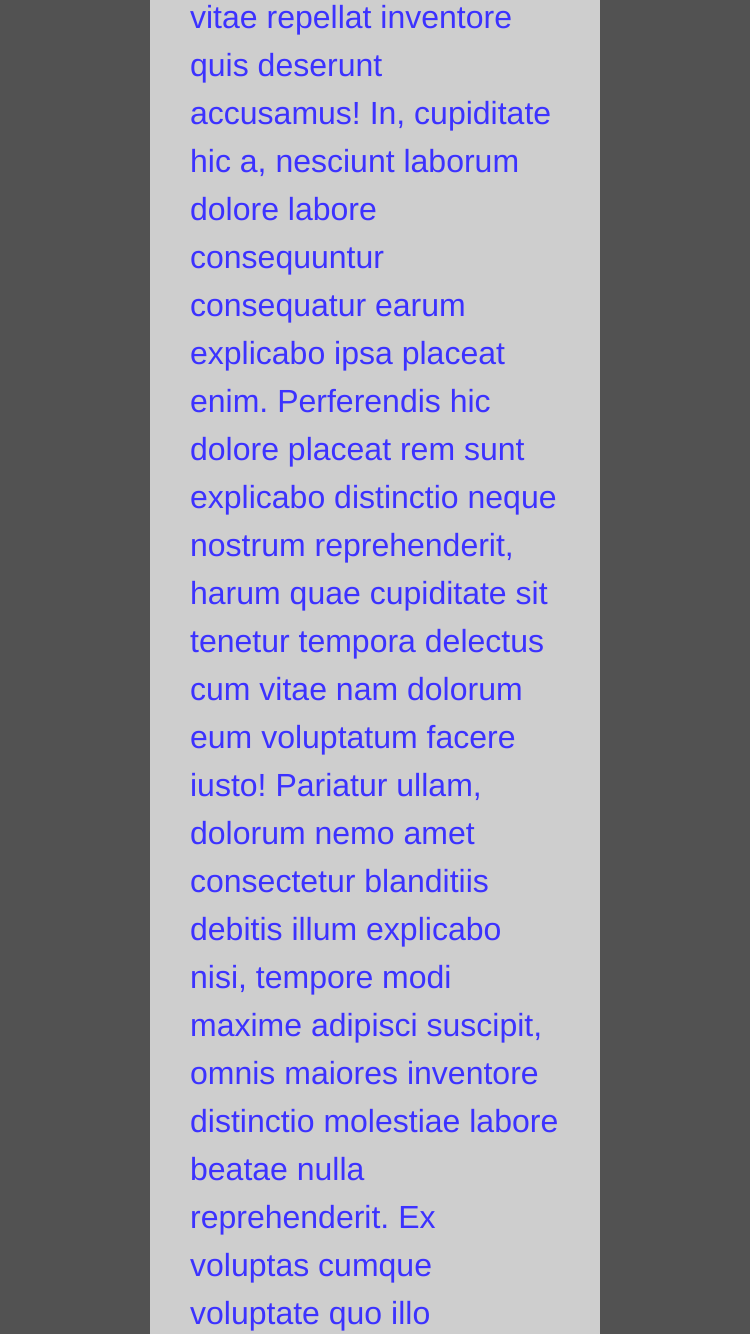 vitae repellat inventore
quis deserunt
accusamus! In, cupiditate
hic a, nesciunt laborum
dolore labore
consequuntur
consequatur earum
explicabo ipsa placeat
enim. Perferendis hic
dolore placeat rem sunt
explicabo distinctio neque
nostrum reprehenderit,
harum quae cupiditate sit
tenetur tempora delectus
cum vitae nam dolorum
eum voluptatum facere
iusto! Pariatur ullam,
dolorum nemo amet
consectetur blanditiis
debitis illum explicabo
nisi, tempore modi
maxime adipisci suscipit,
omnis maiores inventore
distinctio molestiae labore
beatae nulla
reprehenderit. Ex
voluptas cumque
voluptate quo illo